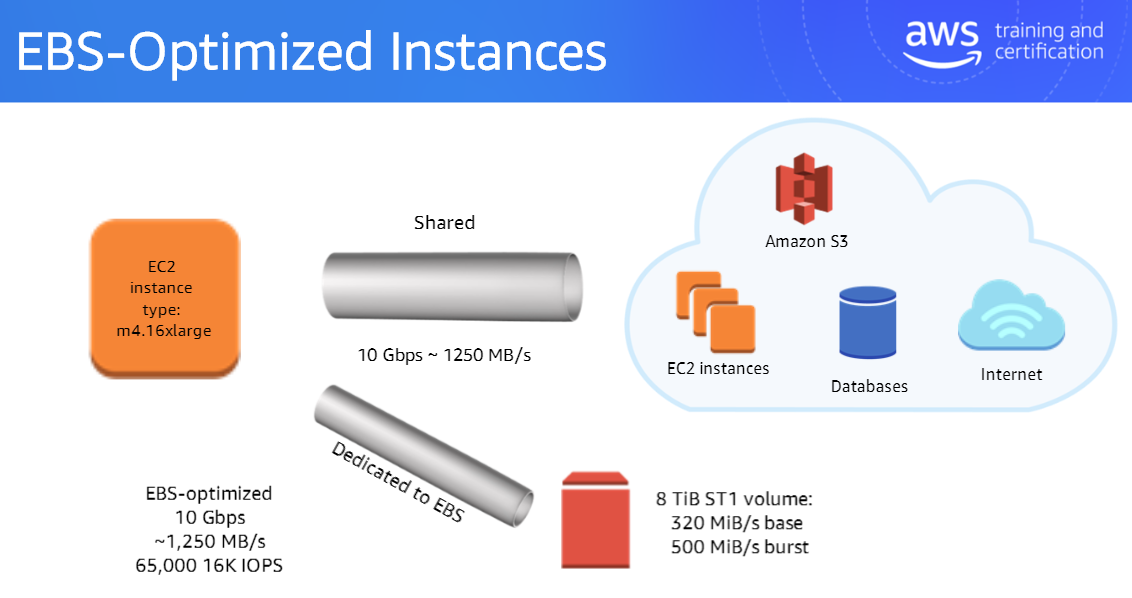 EBS-Optimized Instances
aws
training and
certification
Amazon S3
Shared
EC2
instance
type:
m4.16xlarge
10 Gbps ~ 1250 MB/s
EC2 instances
Databases
Internet
Dedicated to EBS
EBS-optimized
10 Gbps
~1,250 MB/s
65,000 16K IOPS
8 TiB ST1 volume:
320 MiB/s base
500 MiB/s burst